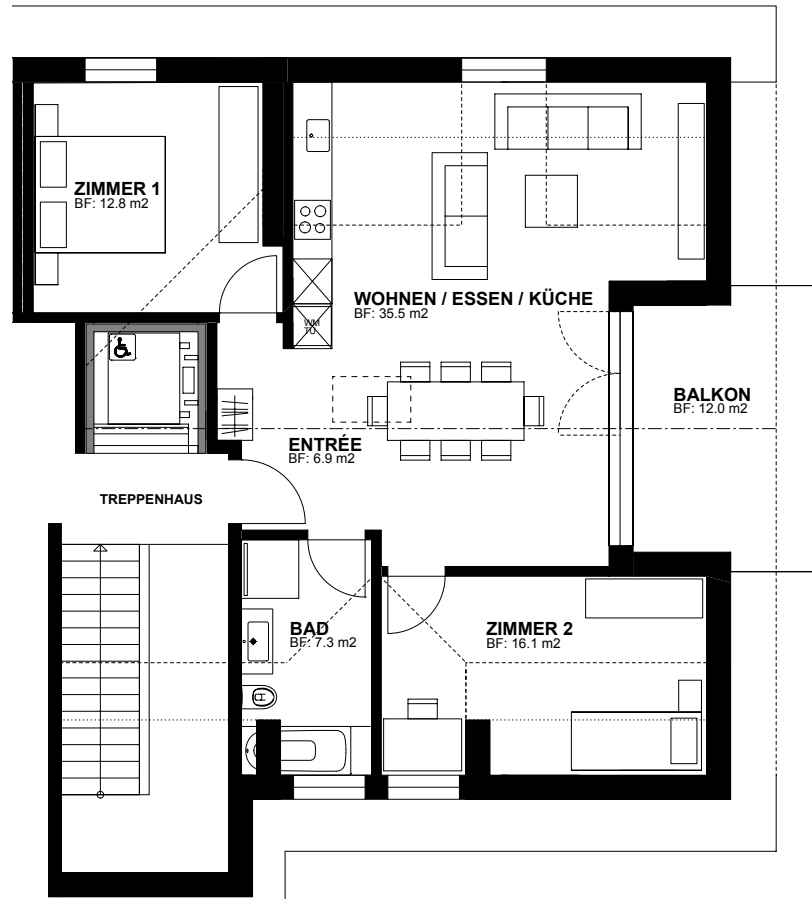 ZIMMER 1
BF: 12.8 m2
WOHNEN / ESSEN / KÜCHE
BF: 35.5 m2
WM
TU
BALKON
BF: 12.0 m2
ENTRÉE
BF: 6.9 m2
TREPPENHAUS
BAD
BF: 7.3 m2
ZIMMER 2
BF: 16.1 m2